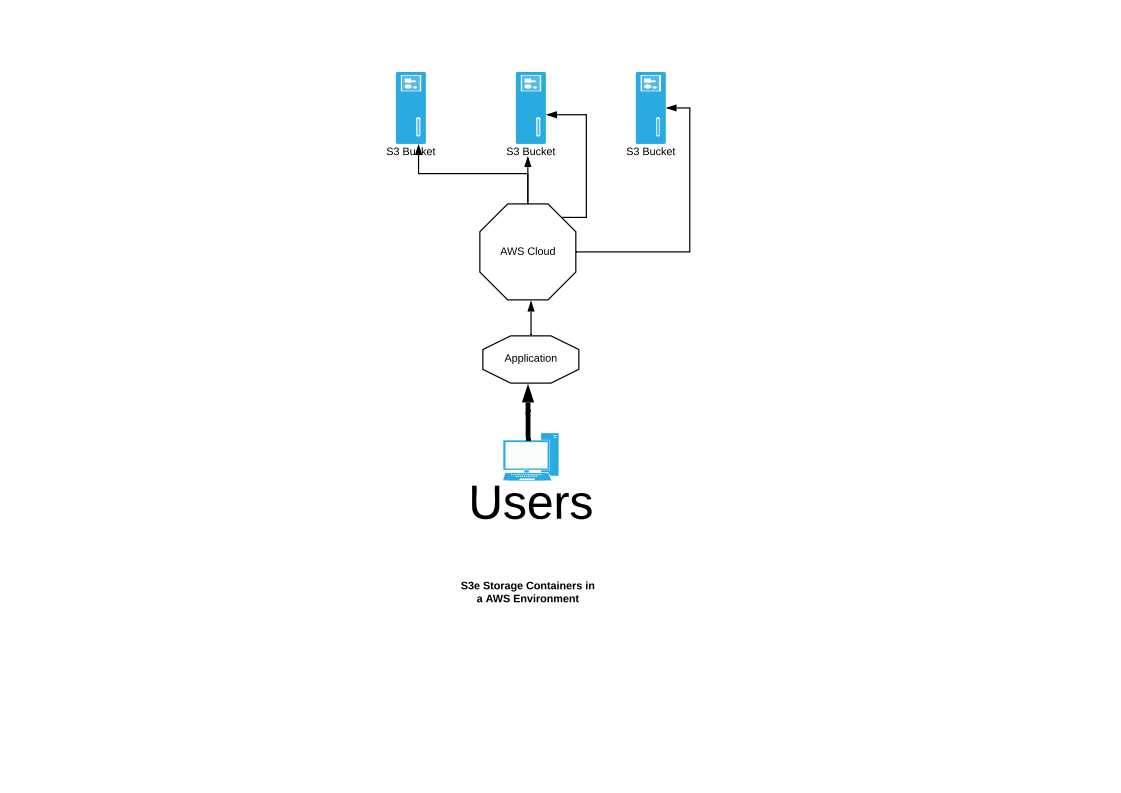 S3 Bucket
S3 Bucket
S3 Bucket
AWS Cloud
Application
Users
S3e Storage Containers in
a AWS Environment